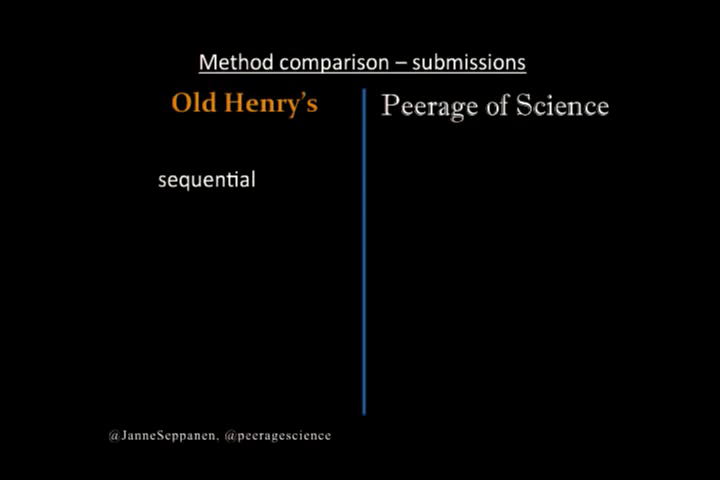 Method comparison – submissions
Old Henry's
Peerage of Science
sequential
@JanneSeppanen, @peeragescience